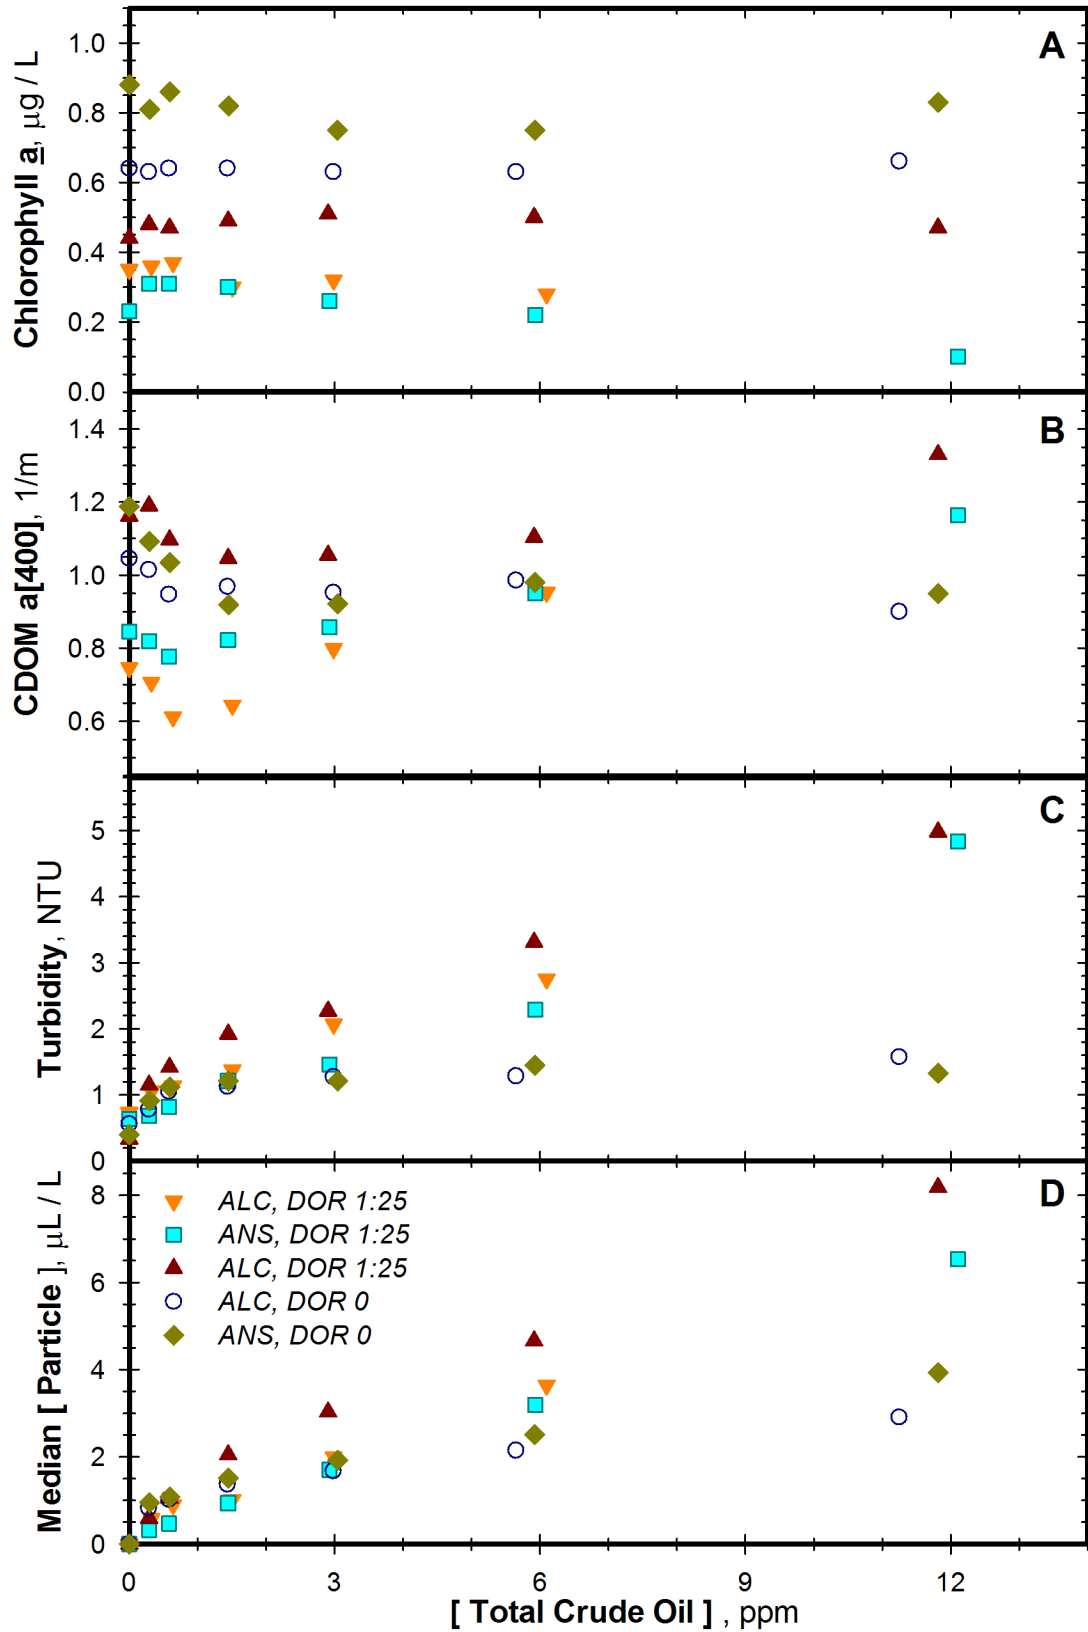 A
Chlorophyll a, µg / L
1.0
0.8
0.6
0.4
0.2
0.0
B
CDOM a[400], 1/m
1.4
1.2
1.0
0.8
0.6
C
Turbidity, NTU
5
4
3
2
1
0
D
Median [ Particle ], µL / L
8
6
4
2
0
ALC, DOR 1:25
ANS, DOR 1:25
ALC, DOR 1:25
ALC, DOR 0
ANS, DOR 0
0 3 6 9 12
[ Total Crude Oil ] , ppm